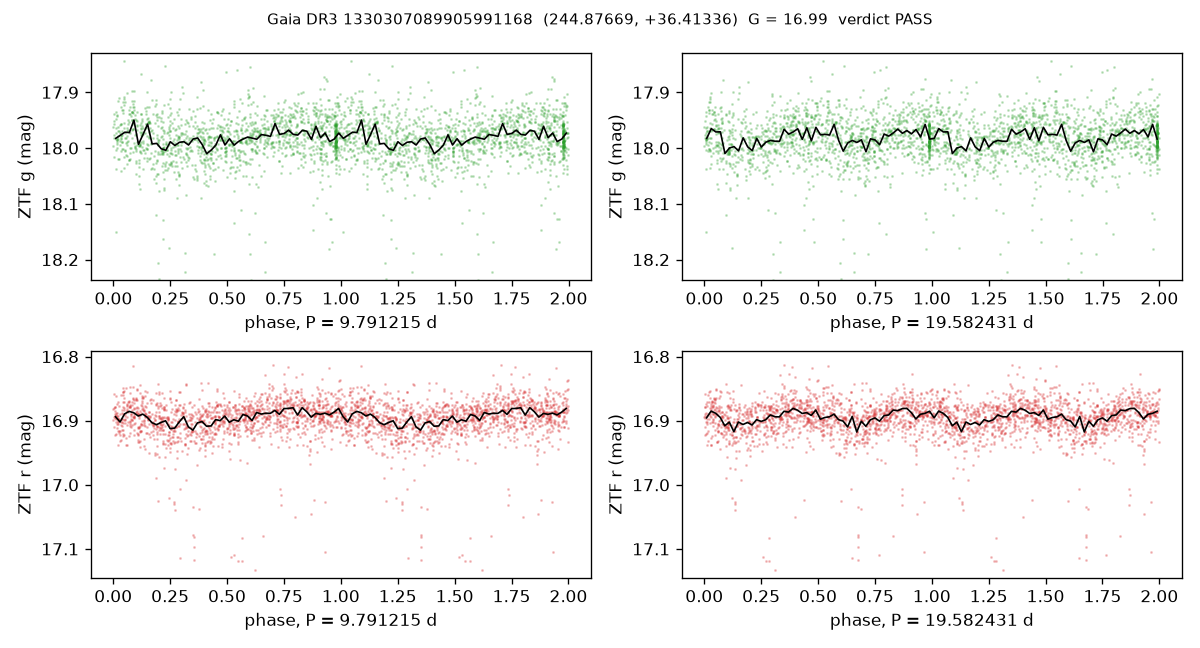 Gaia DR3 1330307089905991168 (244.87669, +36.41336) G = 16.99 verdict PASS
ZTF g (mag)
17.9
18.0
18.1
18.2
0.00 0.25 0.50 0.75 1.00 1.25 1.50 1.75 2.00
phase, P = 9.791215 d
ZTF g (mag)
17.9
18.0
18.1
18.2
0.00 0.25 0.50 0.75 1.00 1.25 1.50 1.75 2.00
phase, P = 19.582431 d
ZTF r (mag)
16.8
16.9
17.0
17.1
0.00 0.25 0.50 0.75 1.00 1.25 1.50 1.75 2.00
phase, P = 9.791215 d
ZTF r (mag)
16.8
16.9
17.0
17.1
0.00 0.25 0.50 0.75 1.00 1.25 1.50 1.75 2.00
phase, P = 19.582431 d